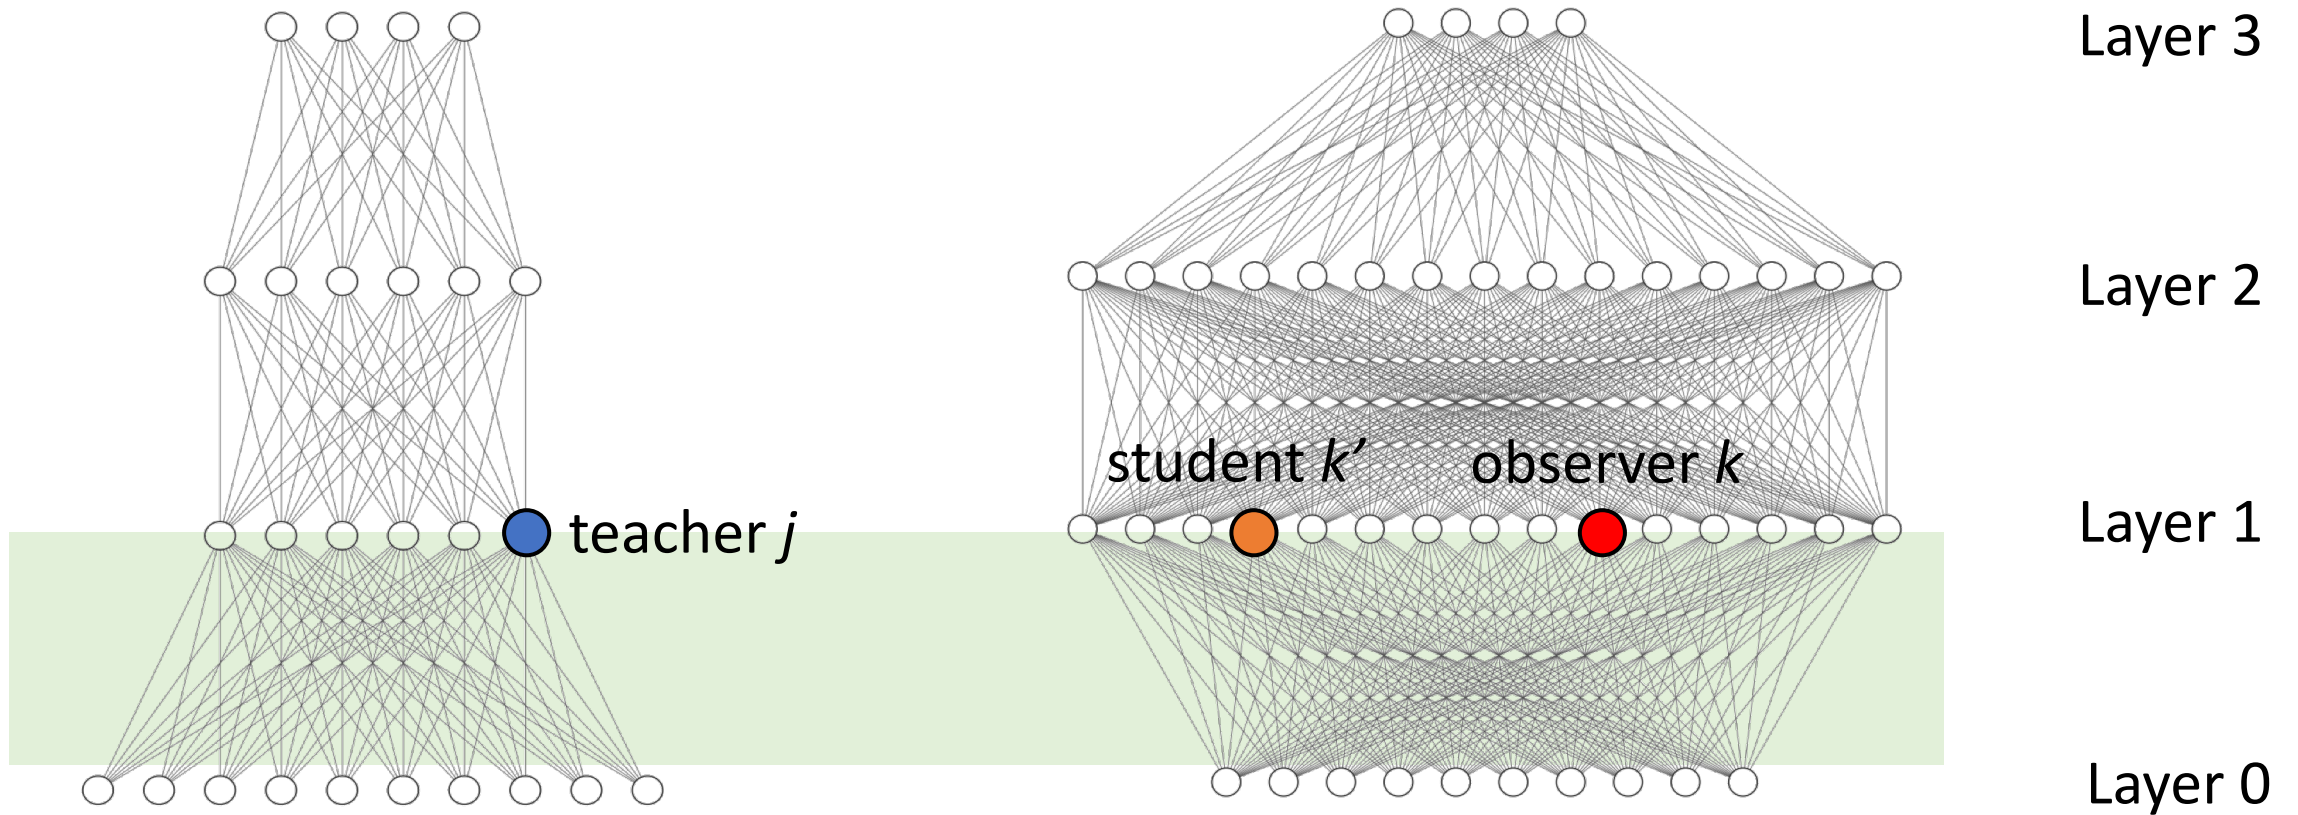 Layer 3
Layer 2
student k′ observer k
teacher j
Layer 1
Layer 0